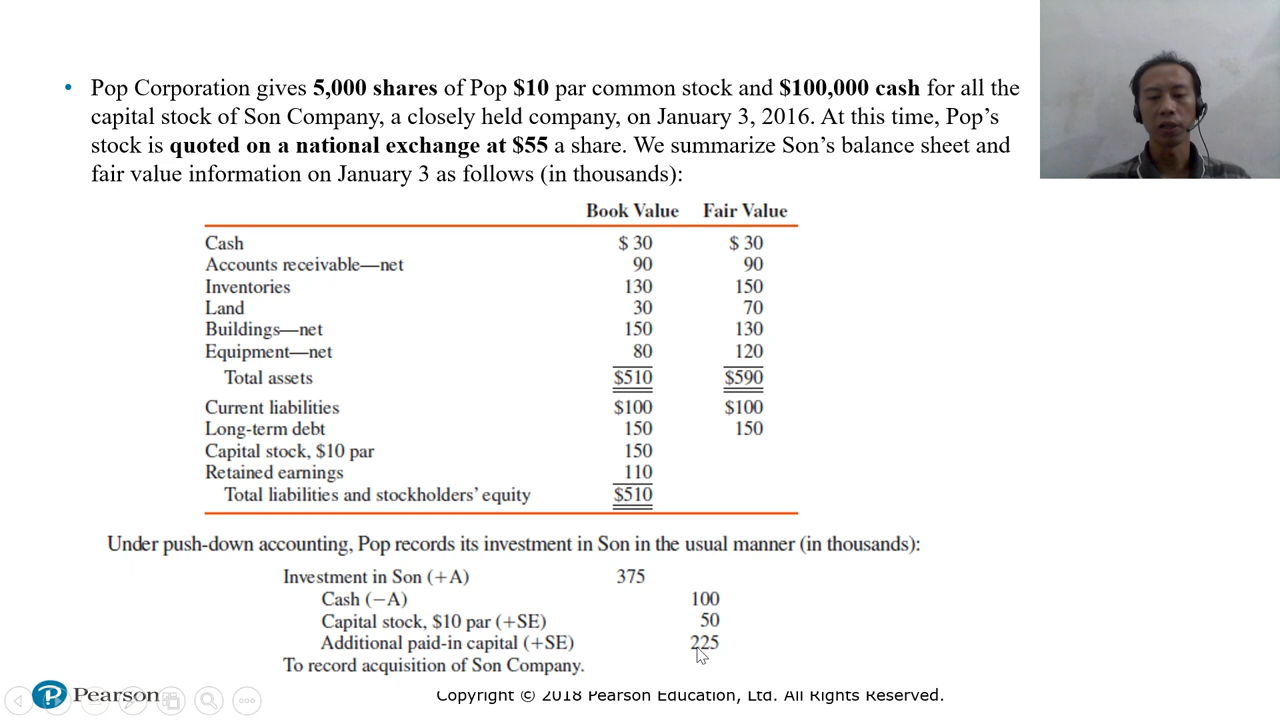 • Pop Corporation gives 5,000 shares of Pop $10 par common stock and $100,000 cash for all the
capital stock of Son Company, a closely held company, on January 3, 2016. At this time, Pop’s
stock is quoted on a national exchange at $55 a share. We summarize Son’s balance sheet and
fair value information on January 3 as follows (in thousands):
Book Value Fair Value
Cash $ 30 $ 30
Accounts receivable—net 90 90
Inventories 130 150
Land 30 70
Buildings—net 150 130
Equipment—net 80 120
Total assets $510 $590
Current liabilities $100 $100
Long-term debt 150 150
Capital stock, $10 par 150
Retained earnings 110
Total liabilities and stockholders’ equity $510
Under push-down accounting, Pop records its investment in Son in the usual manner (in thousands):
Investment in Son (+A) 375
Cash (−A) 100
Capital stock, $10 par (+SE) 50
Additional paid-in capital (+SE) 225
To record acquisition of Son Company.
P Pearson
Copyright © 2018 Pearson Education, Ltd. All Rights Reserved.